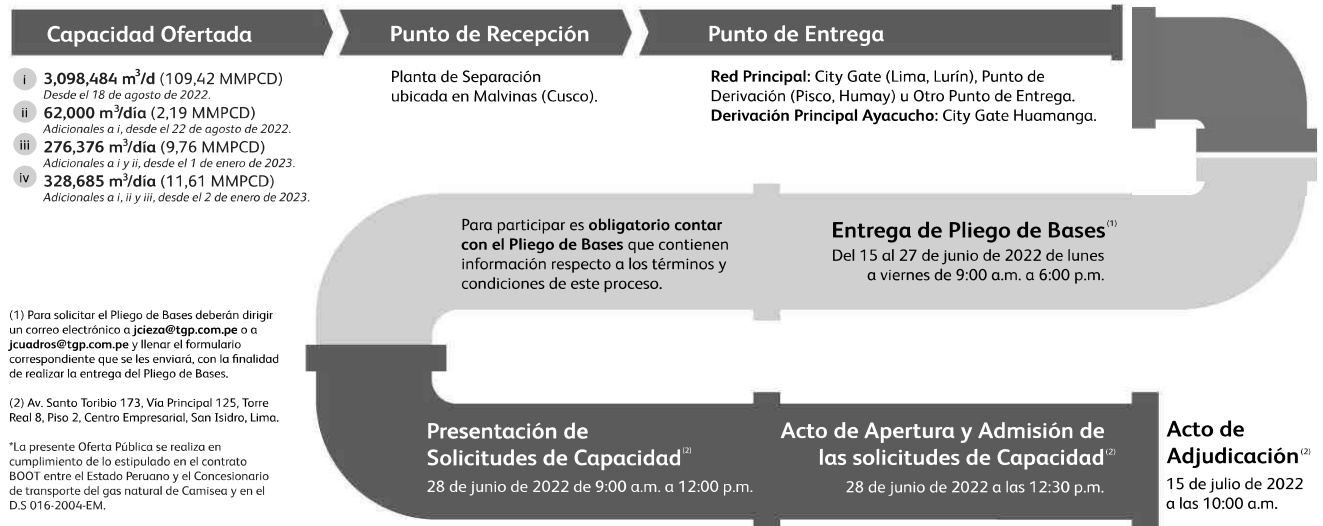 Capacidad Ofertada
i 3,098,484 m³/d (109,42 MMPCD)
Desde el 18 de agosto de 2022.
ii 62,000 m³/día (2,19 MMPCD)
Adicionales a i, desde el 22 de agosto de 2022.
iii 276,376 m³/día (9,76 MMPCD)
Adicionales a i y ii, desde el 1 de enero de 2023.
iv 328,685 m³/día (11,61 MMPCD)
Adicionales a i, ii y iii, desde el 2 de enero de 2023.
Punto de Recepción
Planta de Separación
ubicada en Malvinas (Cusco).
Punto de Entrega
Red Principal: City Gate (Lima, Lurín), Punto de
Derivación (Pisco, Humay) u Otro Punto de Entrega.
Derivación Principal Ayacucho: City Gate Huamanga.
Entrega de Pliego de Bases(1)
Del 15 al 27 de junio de 2022 de lunes
a viernes de 9:00 a.m. a 6:00 p.m.
Para participar es obligatorio contar
con el Pliego de Bases que contienen
información respecto a los términos y
condiciones de este proceso.
Presentación de
Solicitudes de Capacidad(2)
28 de junio de 2022 de 9:00 a.m. a 12:00 p.m.
Acto de Apertura y Admisión de
las solicitudes de Capacidad(2)
28 de junio de 2022 a las 12:30 p.m.
Acto de
Adjudicación(2)
15 de julio de 2022
a las 10:00 a.m.
(1) Para solicitar el Pliego de Bases deberán dirigir
un correo electrónico a jcieza@tgp.com.pe o a
jcuadros@tgp.com.pe y llenar el formulario
correspondiente que se les enviará, con la finalidad
de realizar la entrega del Pliego de Bases.
(2) Av. Santo Toribio 173, Vía Principal 125, Torre
Real 8, Piso 2, Centro Empresarial, San Isidro, Lima.
*La presente Oferta Pública se realiza en
cumplimiento de lo estipulado en el contrato
BOOT entre el Estado Peruano y el Concesionario
de transporte del gas natural de Camisea y en el
D.S 016-2004-EM.